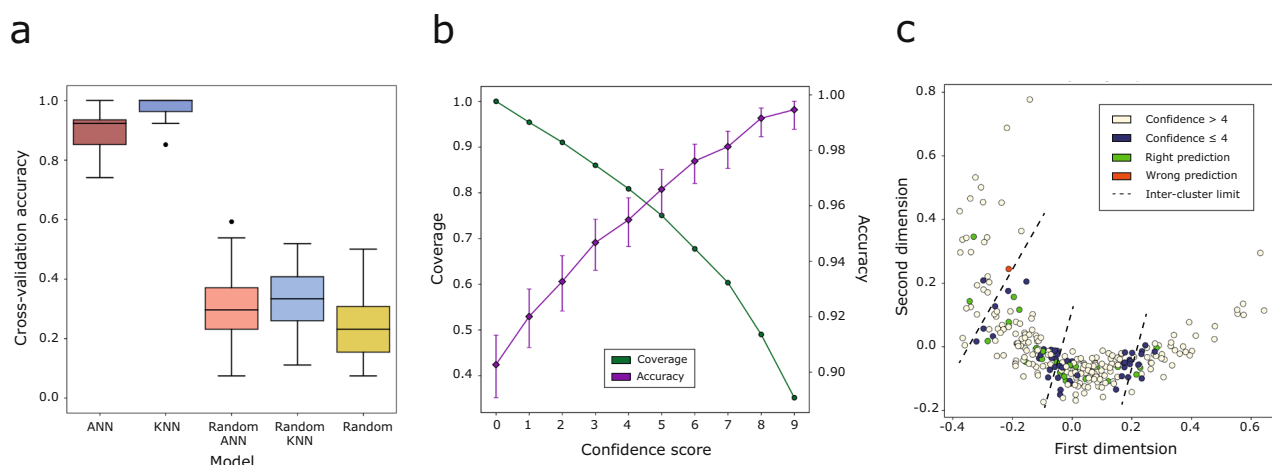 a
Cross-validation accuracy
1.0
0.8
0.6
0.4
0.2
0.0
ANN
KNN
Random
ANN
Random
KNN
Random
Model
b
Coverage
1.0
0.9
0.8
0.7
0.6
0.5
0.4
1.00
0.98
0.96
0.94
0.92
0.90
Accuracy
Coverage
Accuracy
0 1 2 3 4 5 6 7 8 9
Confidence score
c
Second dimension
0.8
0.6
0.4
0.2
0.0
-0.2
Confidence > 4
Confidence ≤ 4
Right prediction
Wrong prediction
Inter-cluster limit
-0.4 -0.2 0.0 0.2 0.4 0.6
First dimentsion